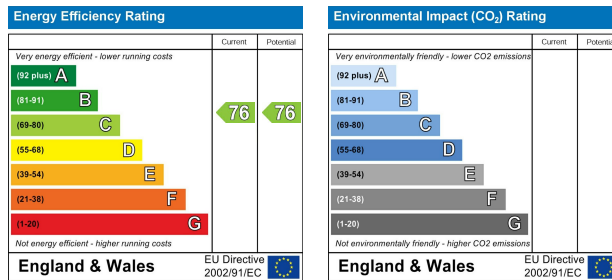 Energy Efficiency Rating
Current Potential
Very energy efficient - lower running costs
(92 plus) A
(81-91) B
(69-80) C
76 76
(55-68) D
(39-54) E
(21-38) F
(1-20) G
Not energy efficient - higher running costs
England & Wales
EU Directive
2002/91/EC
Environmental Impact (CO₂) Rating
Current Potential
Very environmentally friendly - lower CO2 emissions
(92 plus) A
(81-91) B
(69-80) C
(55-68) D
(39-54) E
(21-38) F
(1-20) G
Not environmentally friendly - higher CO2 emissions
England & Wales
EU Directive
2002/91/EC